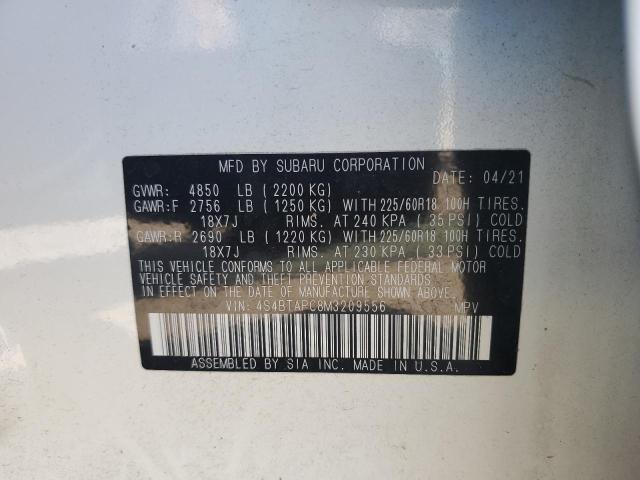 MFD BY SUBARU CORPORATION
GVWR: 4850 LB (2200 KG) DATE: 04/21
GAWR:F 2756 LB (1250 KG) WITH 225/60R18 100H TIRES.
18X7J RIMS. AT 240 KPA (35 PSI) COLD
GAWR:R 2690 LB (1220 KG) WITH 225/60R18 100H TIRES.
18X7J RIMS. AT 230 KPA (33 PSI) COLD
THIS VEHICLE CONFORMS TO ALL APPLICABLE FEDERAL MOTOR
VEHICLE SAFETY AND THEFT PREVENTION STANDARDS IN EFFECT
ON THE DATE OF MANUFACTURE SHOWN ABOVE.
VIN: 4S4BTAPC8M3209556 MPV
ASSEMBLED BY SIA INC. MADE IN U.S.A.